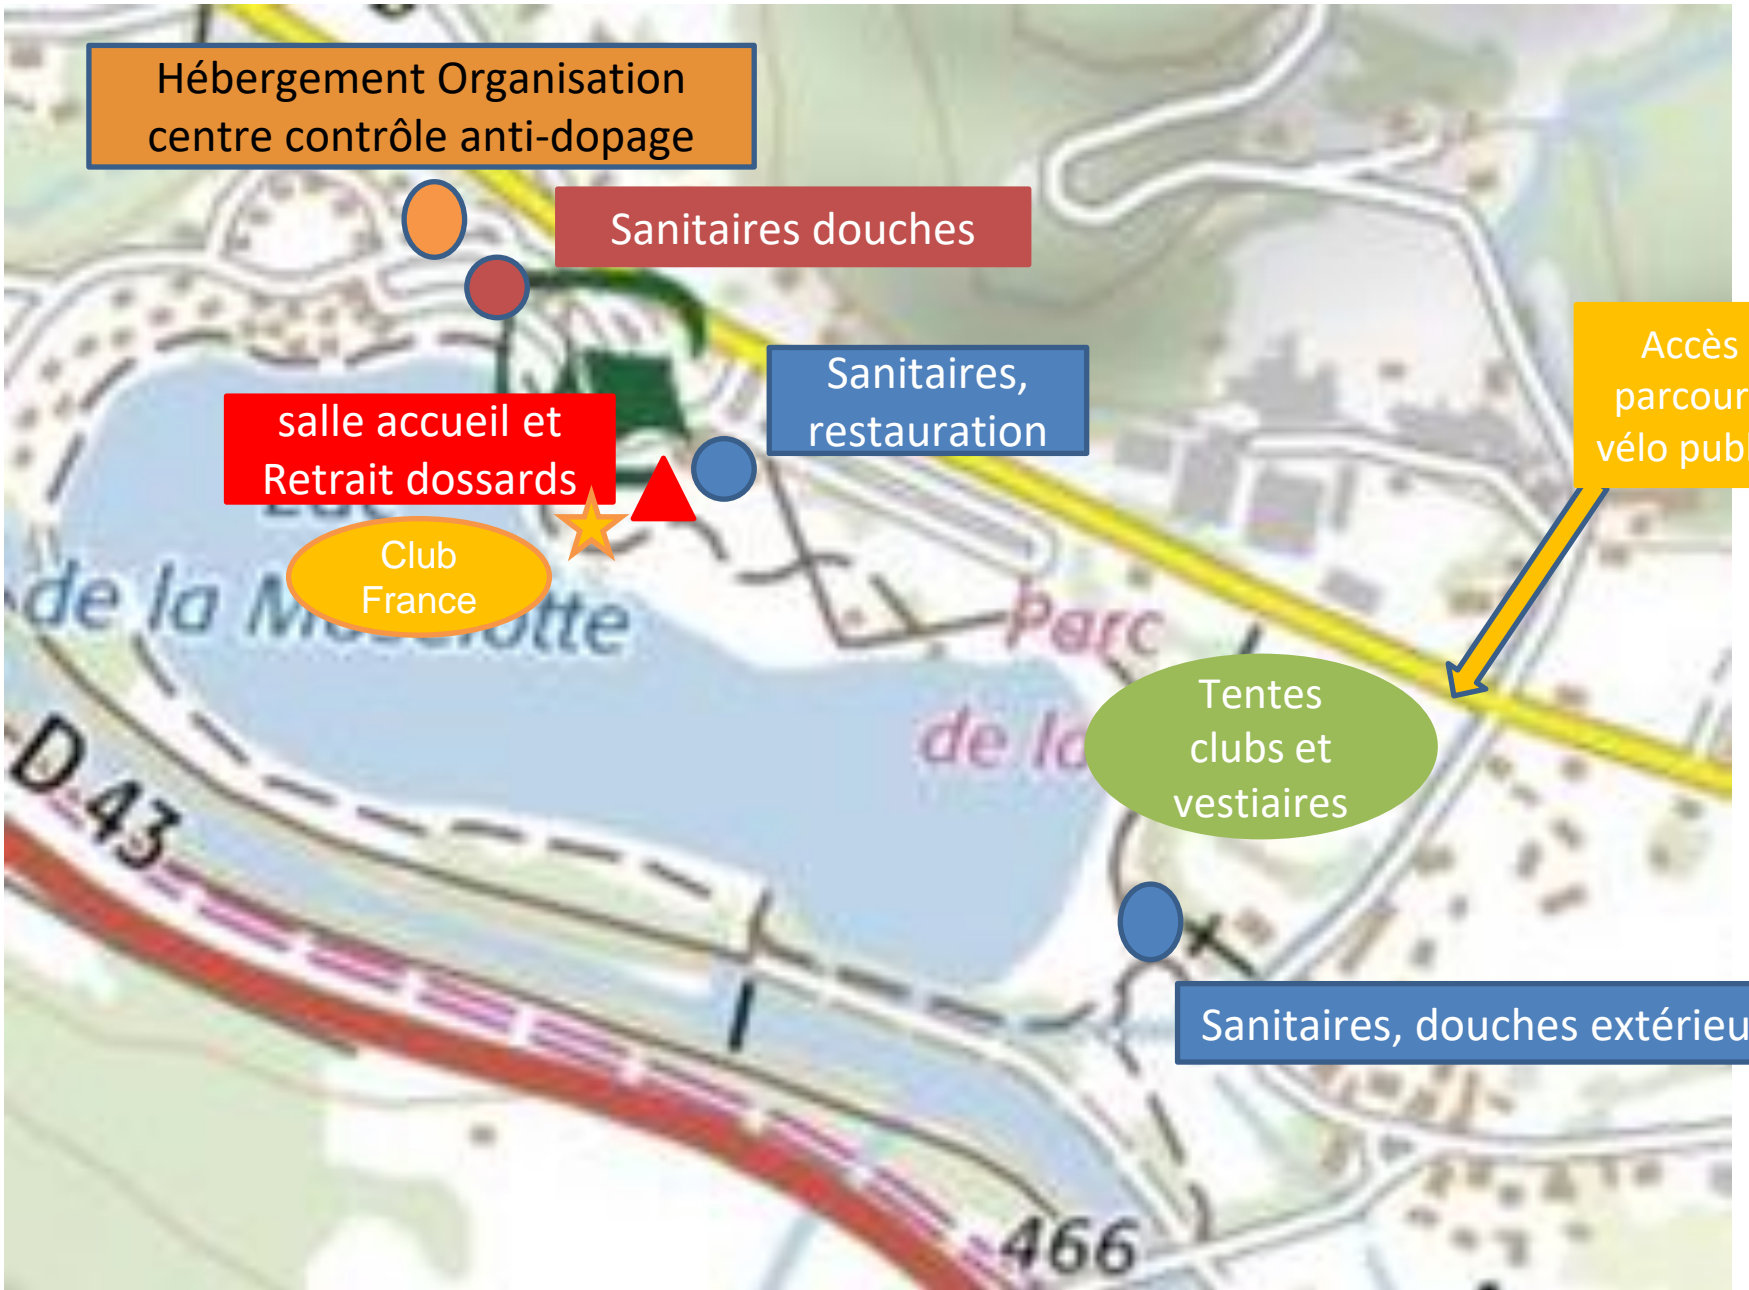 Hébergement Organisation
centre contrôle anti-dopage
Sanitaires douches
Sanitaires,
restauration
Accès
parcour
vélo publ
salle accueil et
Retrait dossards
Club
France
de la
Parc
de la
Tentes
clubs et
vestiaires
D 43
Sanitaires, douches extérieu
466